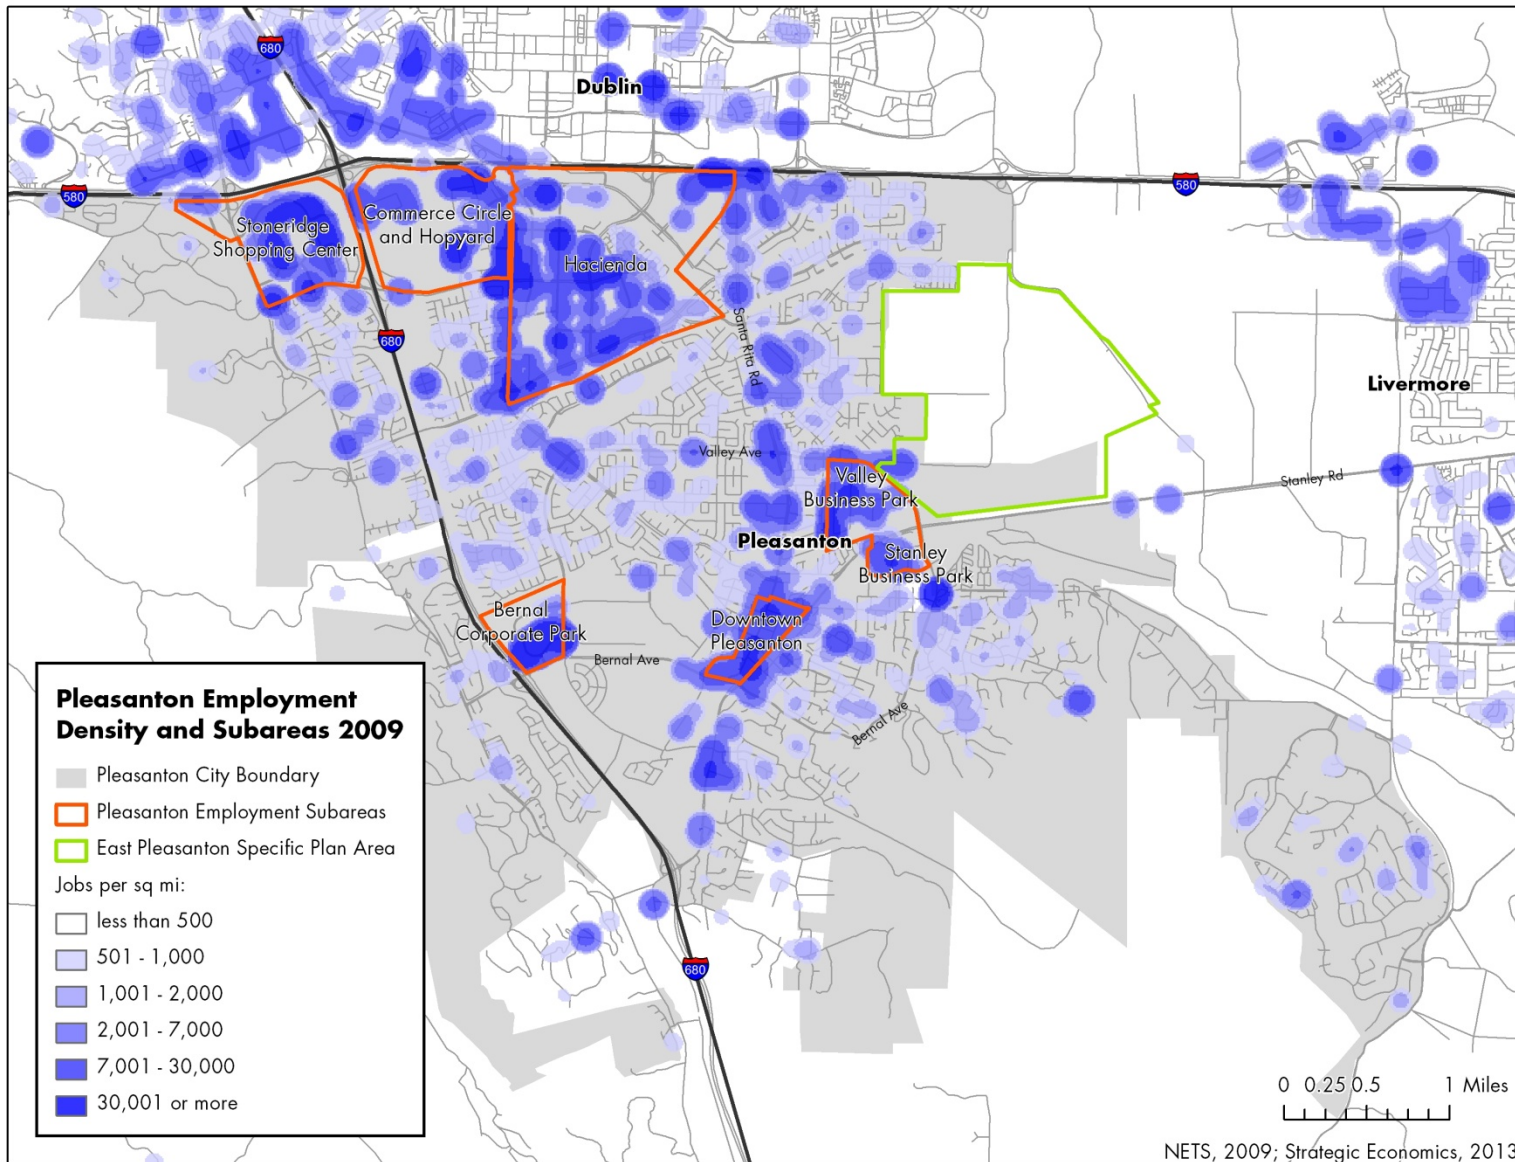 680
Dublin
580
580
Stoneridge
Shopping Center
Commerce Circle
and Hopyard
Hacienda
680
Santa Rita Rd
Livermore
Valley Ave
Valley
Business Park
Stanley Rd
Pleasanton
Stanley
Business Park
Bernal
Corporate Park
Downtown
Pleasanton
Bernal Ave
Bernal Ave
680
Pleasanton Employment
Density and Subareas 2009
Pleasanton City Boundary
Pleasanton Employment Subareas
East Pleasanton Specific Plan Area
Jobs per sq mi:
less than 500
501 - 1,000
1,001 - 2,000
2,001 - 7,000
7,001 - 30,000
30,001 or more
0 0.25 0.5 1 Miles
NETS, 2009; Strategic Economics, 2013